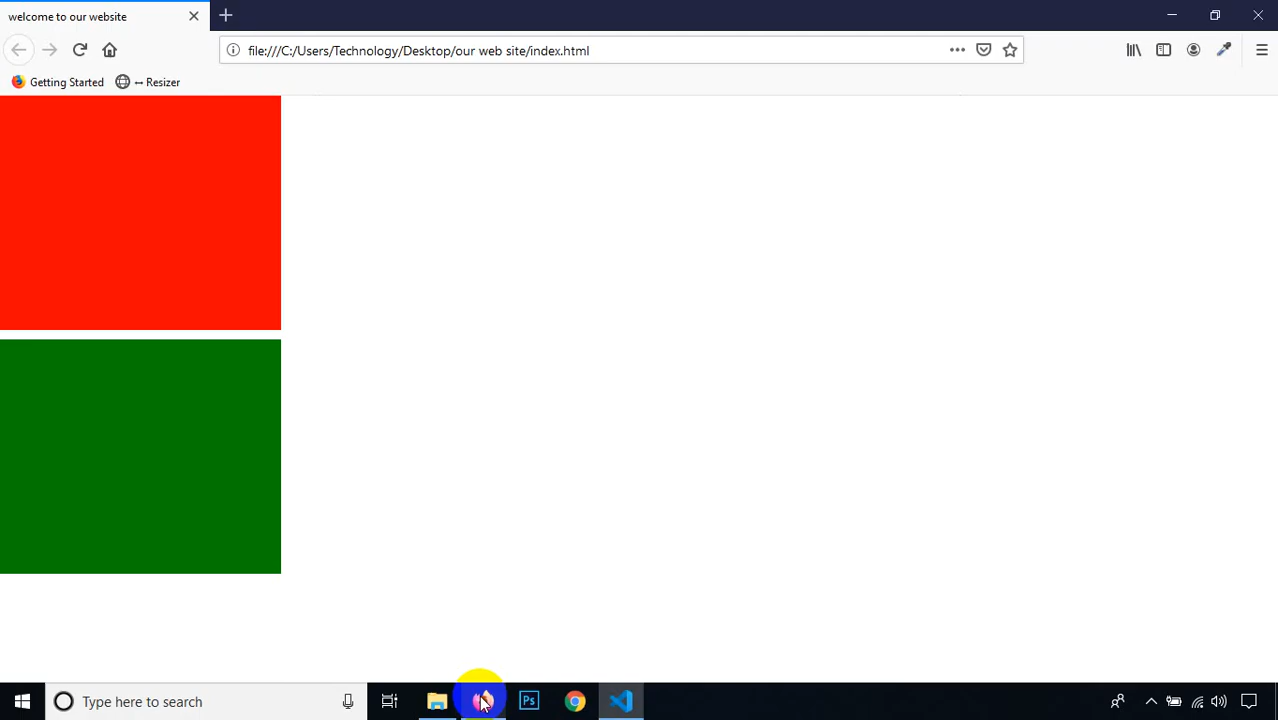 welcome to our website
file:///C:/Users/Technology/Desktop/our web site/index.html
Getting Started
↔ Resizer
Type here to search
Ps